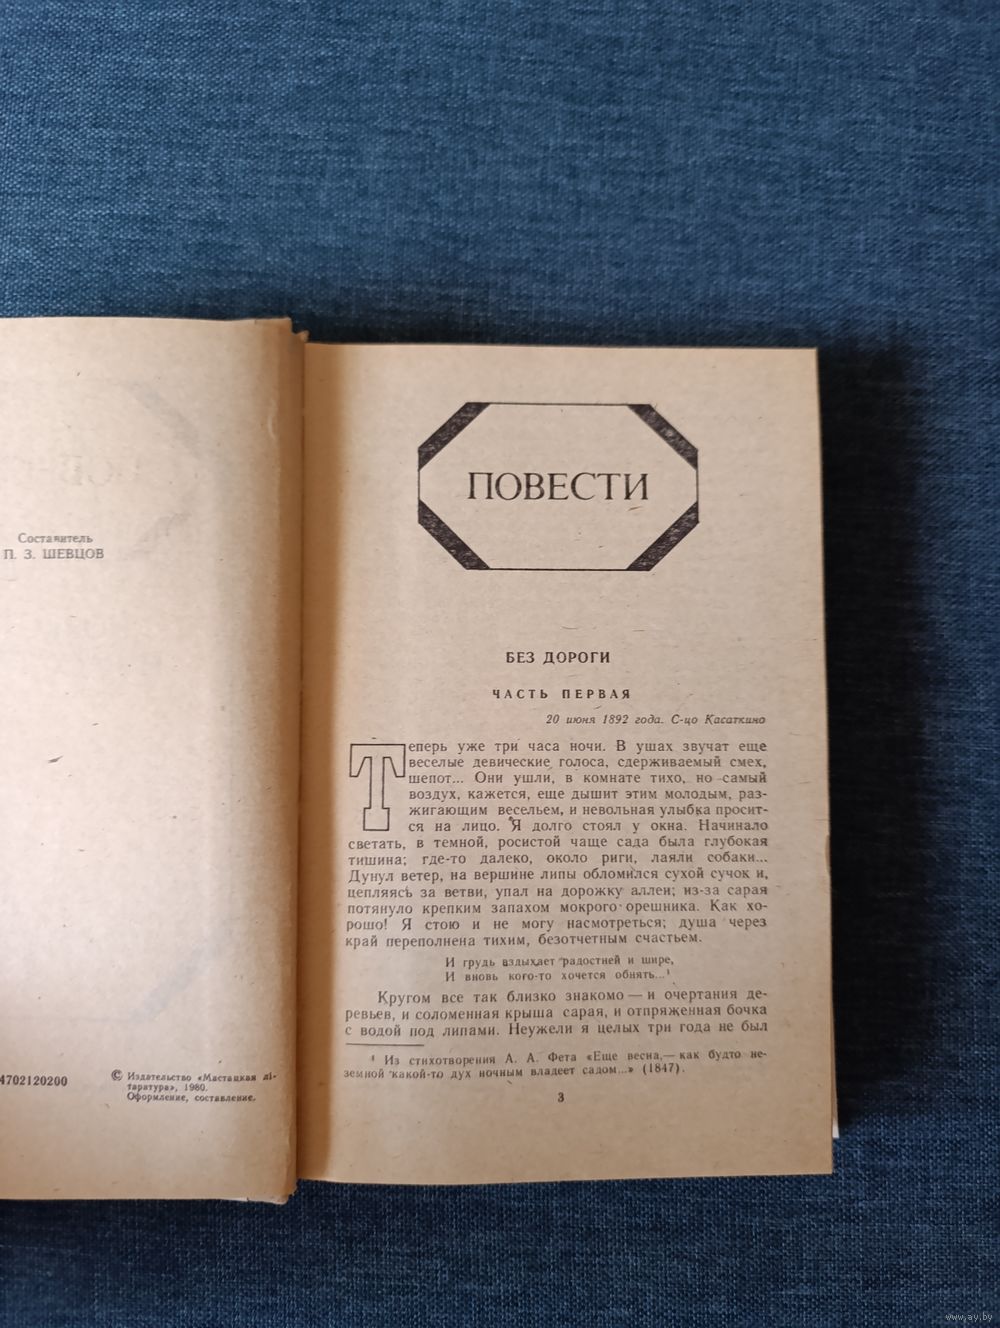 Составитель
П. З. ШЕВЦОВ
4702120200
© Издательство «Мастацкая лі-
таратура», 1980.
Оформление, составление.
ПОВЕСТИ
БЕЗ ДОРОГИ
ЧАСТЬ ПЕРВАЯ
20 июня 1892 года. С-цо Касаткино
Теперь уже три часа ночи. В ушах звучат еще
веселые девические голоса, сдерживаемый смех,
шепот... Они ушли, в комнате тихо, но самый
воздух, кажется, еще дышит этим молодым, раз-
жигающим весельем, и невольная улыбка просит-
ся на лицо. Я долго стоял у окна. Начинало
светать, в темной, росистой чаще сада была глубокая
тишина; где-то далеко, около риги, лаяли собаки...
Дунул ветер, на вершине липы обломился сухой сучок и,
цепляясь за ветви, упал на дорожку аллеи; из-за сарая
потянуло крепким запахом мокрого орешника. Как хо-
рошо! Я стою и не могу насмотреться; душа через
край переполнена тихим, безотчетным счастьем.
И грудь вздыхает радостней и шире,
И вновь кого-то хочется обнять...¹
Кругом все так близко знакомо — и очертания де-
ревьев, и соломенная крыша сарая, и отпряженная бочка
с водой под липами. Неужели я целых три года не был
¹ Из стихотворения А. А. Фета «Еще весна,— как будто не-
земной какой-то дух ночным владеет садом...» (1847).
3
www.ay.by